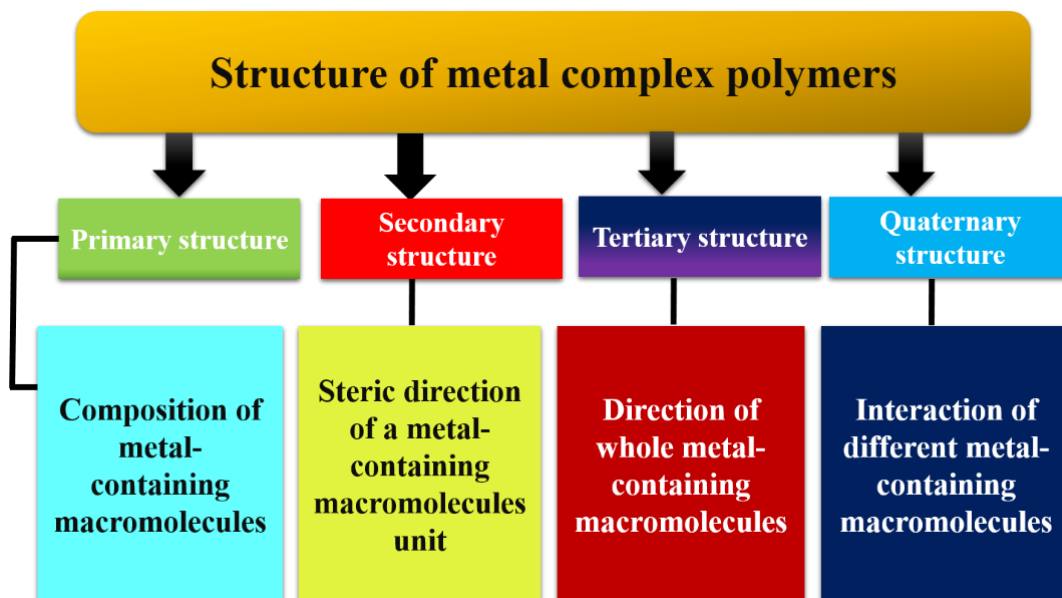 Structure of metal complex polymers
Primary structure
Secondary
structure
Tertiary structure
Quaternary
structure
Composition of
metal-
containing
macromolecules
Steric direction
of a metal-
containing
macromolecules
unit
Direction of
whole metal-
containing
macromolecules
Interaction of
different metal-
containing
macromolecules